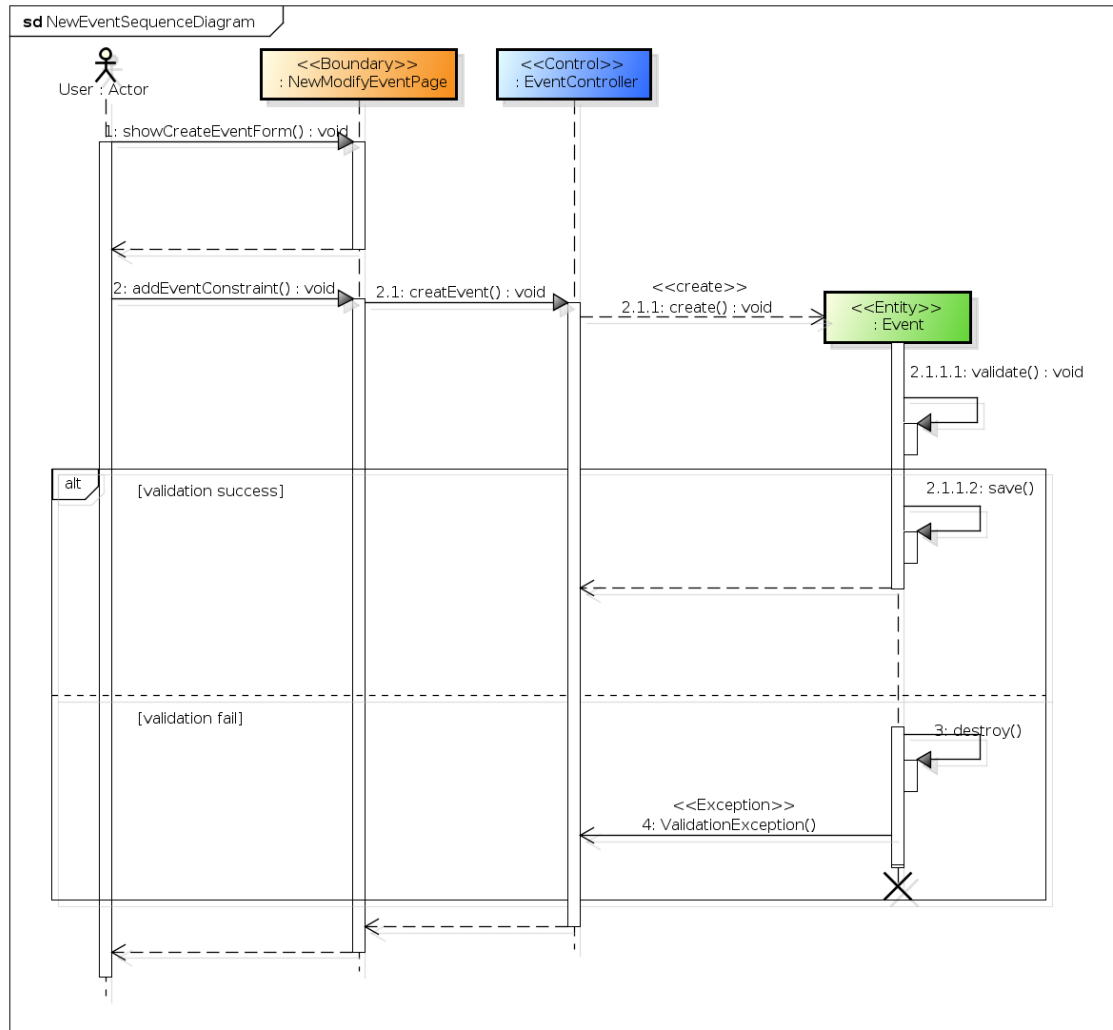 sd NewEventSequenceDiagram
User : Actor
<<Boundary>>
: NewModifyEventPage
<<Control>>
: EventController
1: showCreateEventForm() : void
2: addEventConstraint() : void
2.1: creatEvent() : void
<<create>>
2.1.1: create() : void
<<Entity>>
: Event
2.1.1.1: validate() : void
alt
[validation success]
2.1.1.2: save()
[validation fail]
3: destroy()
<<Exception>>
4: ValidationException()